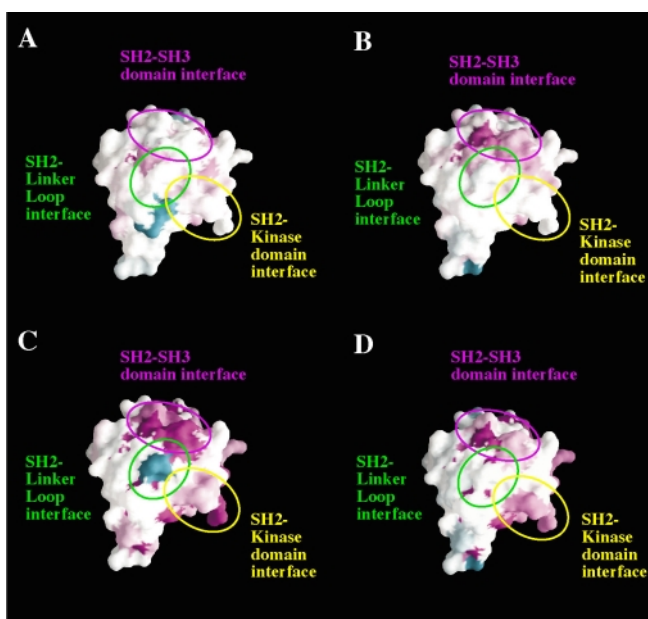 A
SH2-SH3
domain interface
SH2-
Linker
Loop
interface
SH2-
Kinase
domain
interface
B
SH2-SH3
domain interface
SH2-
Linker
Loop
interface
SH2-
Kinase
domain
interface
C
SH2-SH3
domain interface
SH2-
Linker
Loop
interface
SH2-
Kinase
domain
interface
D
SH2-SH3
domain interface
SH2-
Linker
Loop
interface
SH2-
Kinase
domain
interface